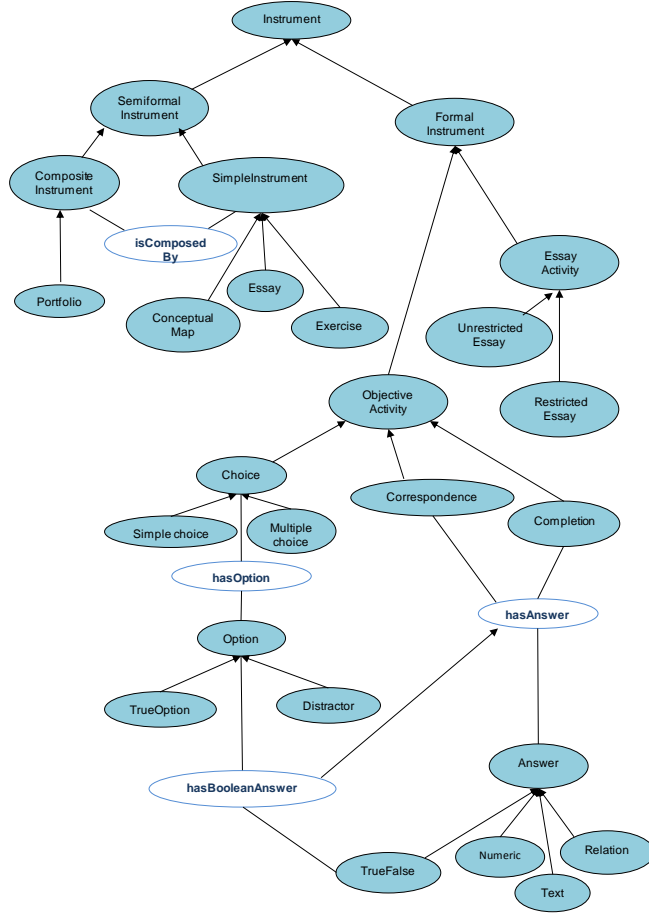 Instrument
Semiformal
Instrument
Formal
Instrument
Composite
Instrument
SimpleInstrument
isComposed
By
Essay
Activity
Portfolio
Essay
Conceptual
Map
Exercise
Unrestricted
Essay
Objective
Activity
Restricted
Essay
Choice
Correspondence
Simple choice
Multiple
choice
Completion
hasOption
hasAnswer
Option
TrueOption
Distractor
Answer
hasBooleanAnswer
TrueFalse
Numeric
Relation
Text